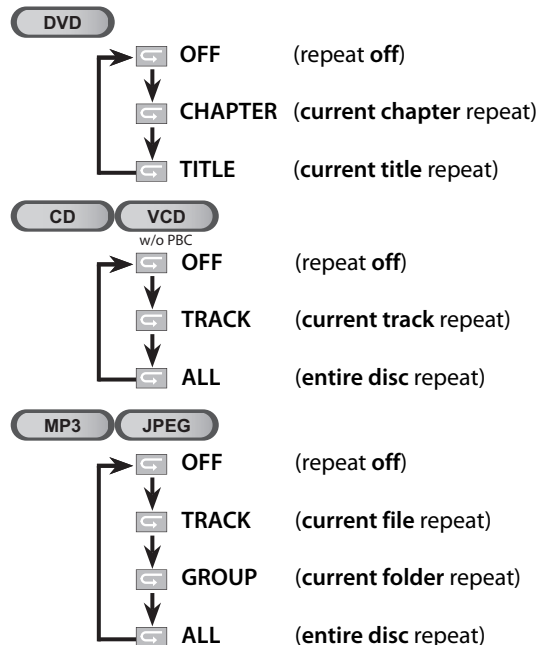 DVD
OFF (repeat off)
CHAPTER (current chapter repeat)
TITLE (current title repeat)
CD VCD
w/o PBC
OFF (repeat off)
TRACK (current track repeat)
ALL (entire disc repeat)
MP3 JPEG
OFF (repeat off)
TRACK (current file repeat)
GROUP (current folder repeat)
ALL (entire disc repeat)